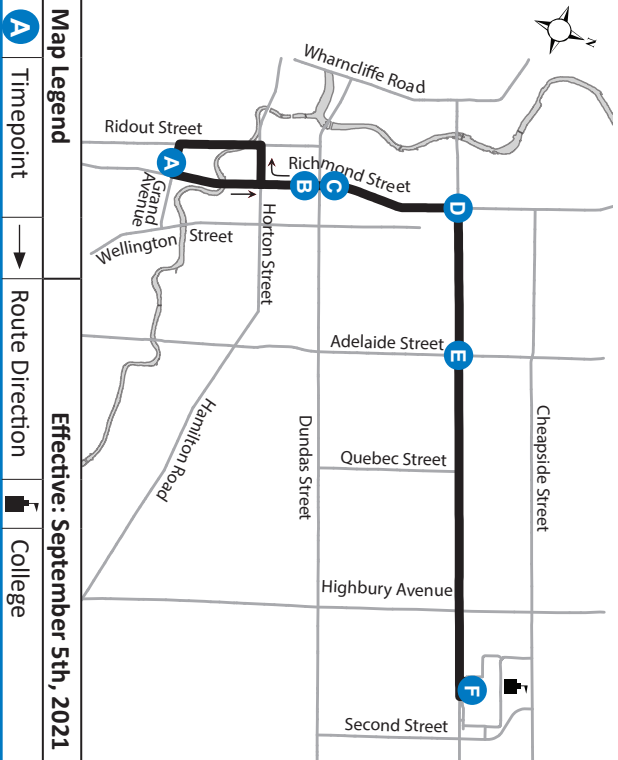 N
Wharncliffe Road
Ridout Street
Richmond Street
A
B
C
D
Grand
Avenue
Wellington Street
Horton Street
Adelaide Street
E
Hamilton Road
Dundas Street
Quebec Street
Cheapside Street
Highbury Avenue
F
Second Street
Map Legend
Effective: September 5th, 2021
A
Timepoint
Route Direction
College